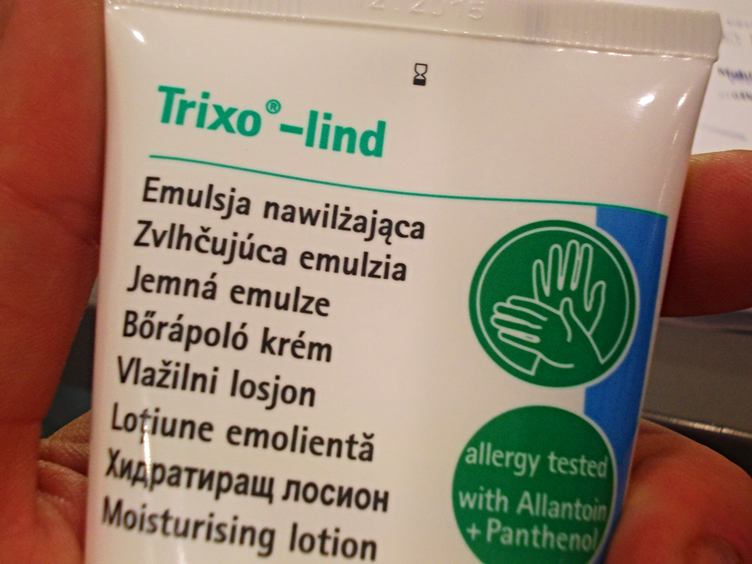 Trixo®-lind
Emulsja nawilżająca
Zvlhčujúca emulzia
Jemná emulze
Bőrápoló krém
Vlažilni losjon
Loțiune emolientă
Хидратиращ лосион
Moisturising lotion
allergy tested
with Allantoin
+ Panthenol